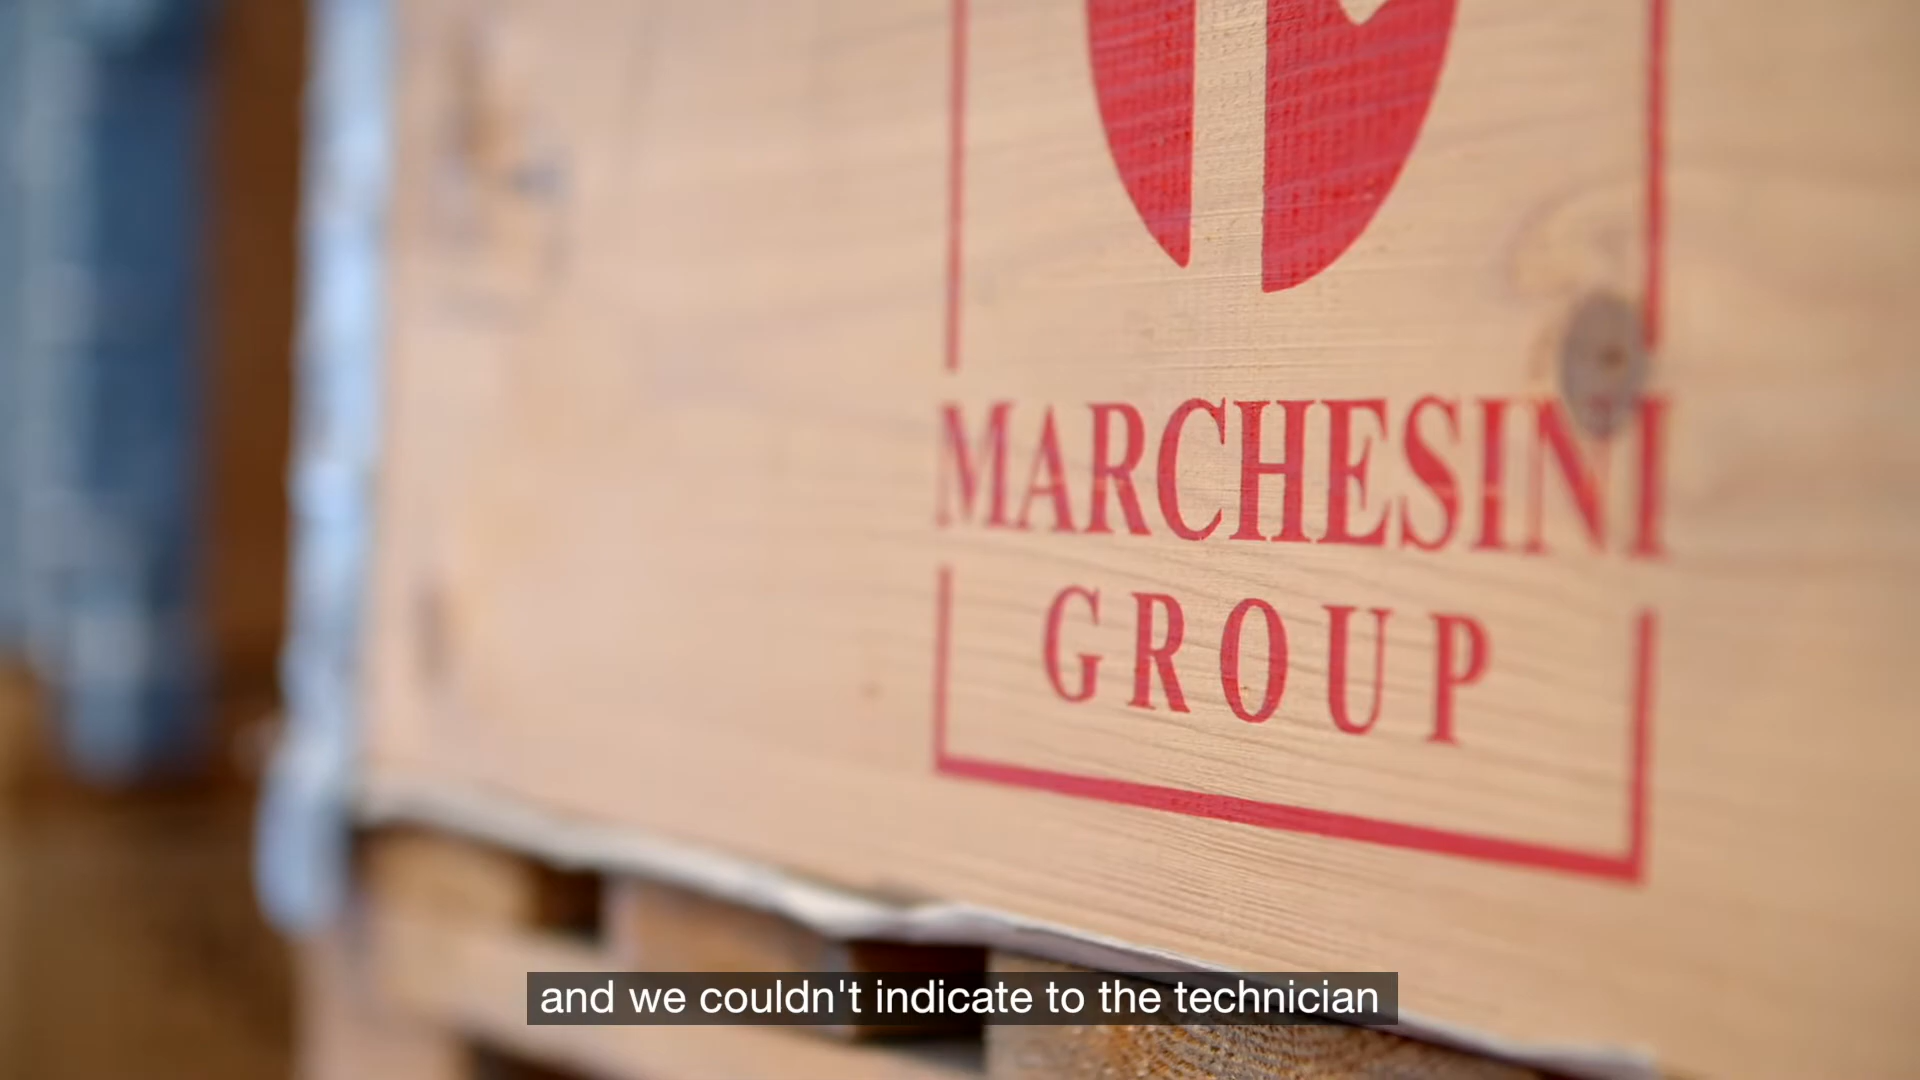 MARCHESINI
GROUP
and we couldn't indicate to the technician